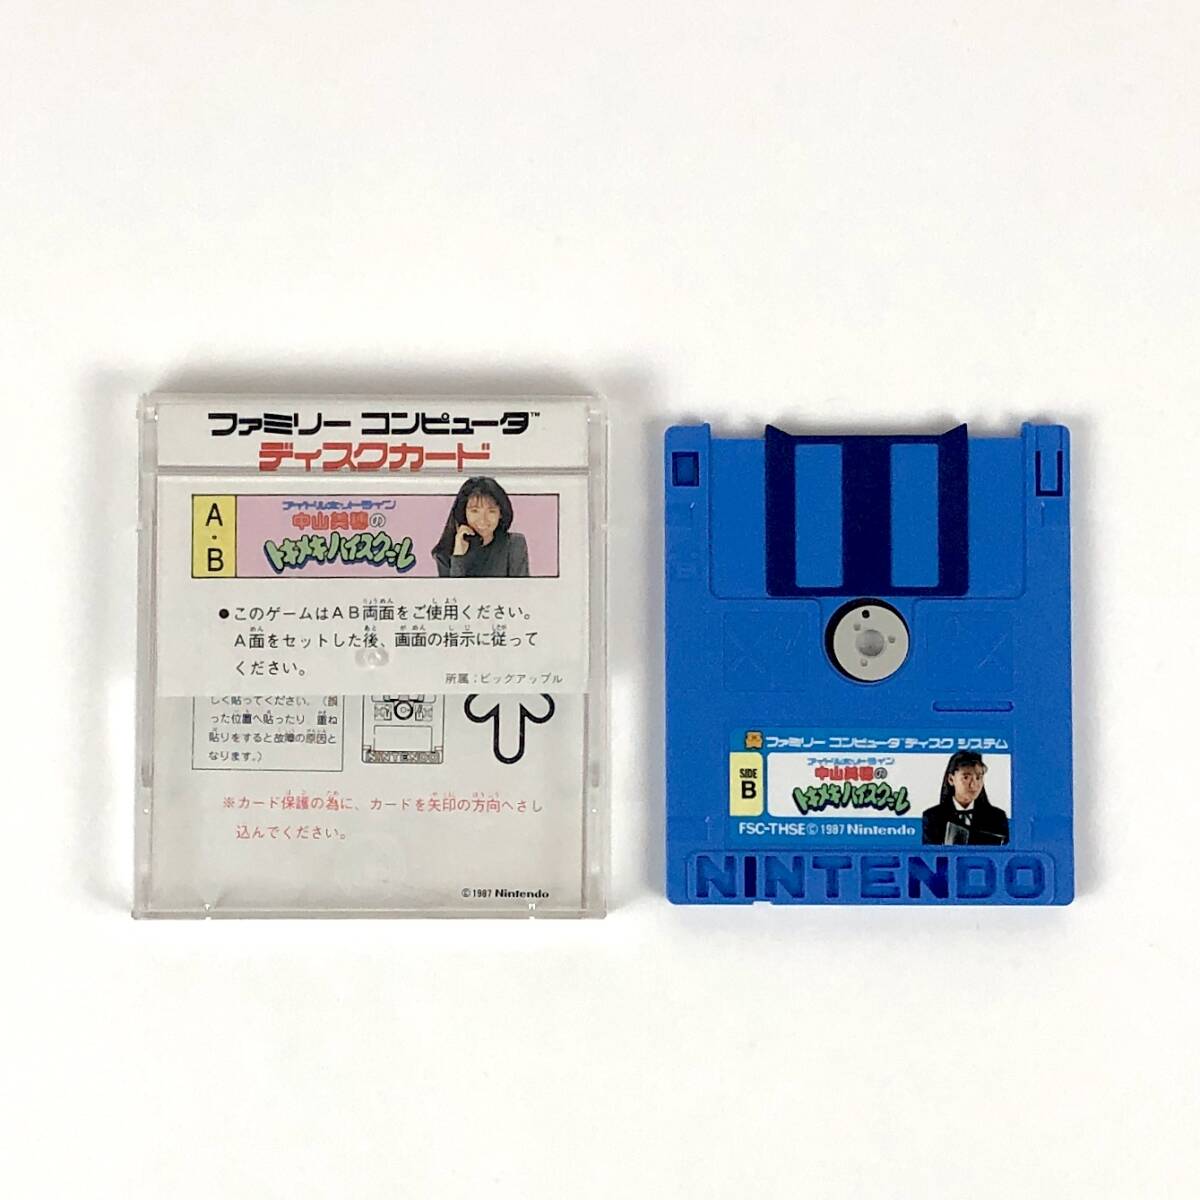 ファミリー コンピュータ™
ディスクカード
A・B
アイドルホットライン
中山美穂の
トキメキハイスクール
●このゲームはAB両面をご使用ください。
A面をセットした後、画面の指示に従って
ください。
所属:ビッグアップル
しく貼ってください。(誤
った位置へ貼ったり 重ね
貼りをすると故障の原因と
なります。)
NINTENDO
※カード保護の為に、カードを矢印の方向へさし
込んでください。
©1987 Nintendo
ファミリー コンピュータ™ ディスク システム
SIDE
B
アイドルホットライン
中山美穂の
トキメキハイスクール
FSC-THSE © 1987 Nintendo
NINTENDO